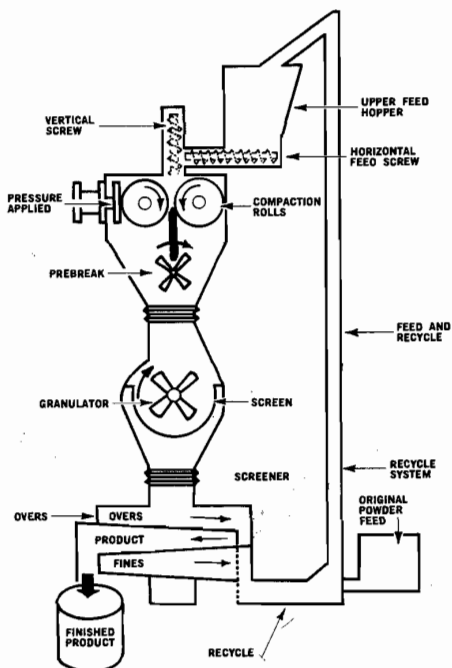 VERTICAL
SCREW
UPPER FEED
HOPPER
HORIZONTAL
FEEO SCREW
PRESSURE
APPLIED
COMPACTION
ROLLS
PREBREAK
FEED AND
RECYCLE
GRANULATOR
SCREEN
SCREENER
RECYCLE
SYSTEM
ORIGINAL
POWDER
FEED
OVERS
OVERS
PRODUCT
FINES
FINISHED
PRODUCT
RECYCLE